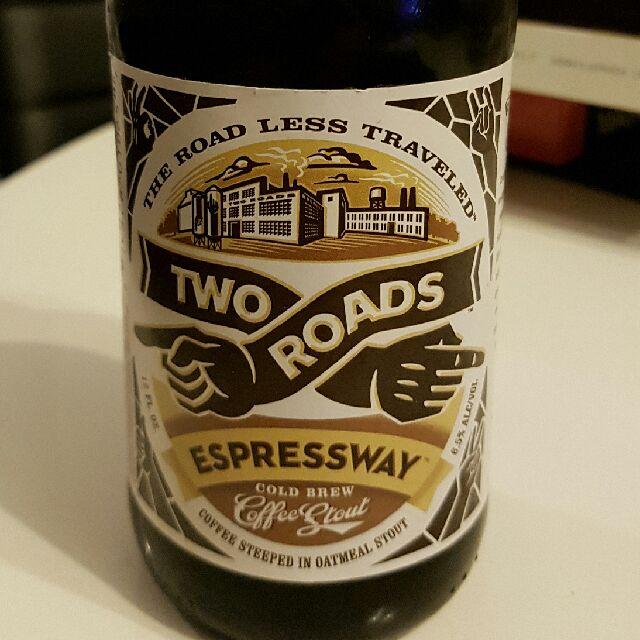 THE ROAD LESS TRAVELED
TWO
ROADS
12 FL. OZ.
6.5% ALC/VOL
ESPRESSWAY™
COLD BREW
Coffee Stout
COFFEE STEEPED IN OATMEAL STOUT